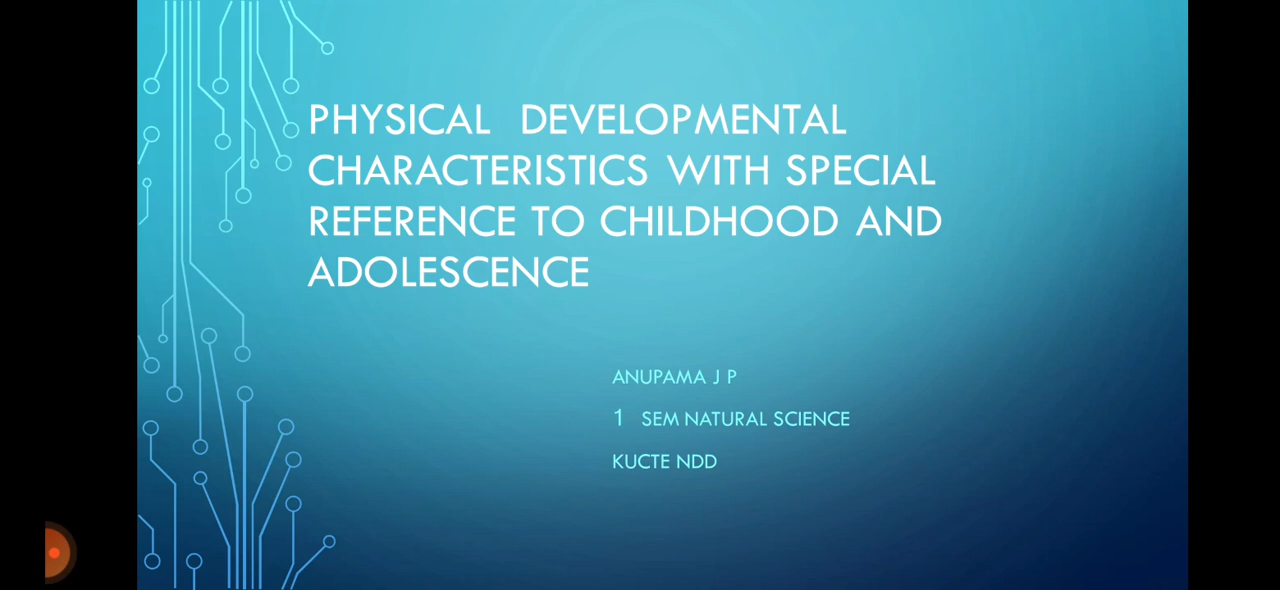 PHYSICAL DEVELOPMENTAL
CHARACTERISTICS WITH SPECIAL
REFERENCE TO CHILDHOOD AND
ADOLESCENCE
ANUPAMA J P
1 SEM NATURAL SCIENCE
KUCTE NDD